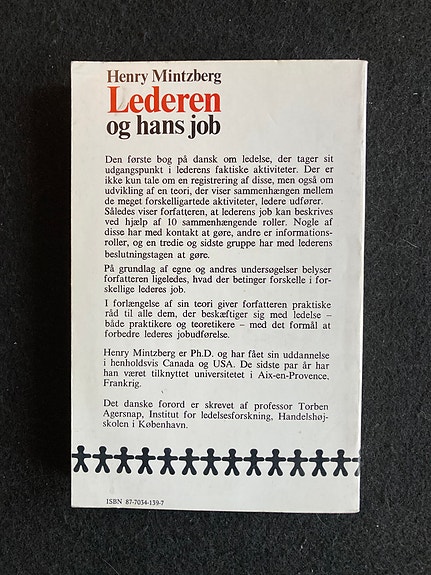 Henry Mintzberg
Lederen
og hans job
Den første bog på dansk om ledelse, der tager sit
udgangspunkt i lederens faktiske aktiviteter. Der er
ikke kun tale om en registrering af disse, men også om
udvikling af en teori, der viser sammenhængen mellem
de meget forskelligartede aktiviteter, ledere udfører.
Således viser forfatteren, at lederens job kan beskrives
ved hjælp af 10 sammenhængende roller. Nogle af
disse har med kontakt at gøre, andre er informations-
roller, og en tredie og sidste gruppe har med lederens
beslutningstagen at gøre.
På grundlag af egne og andres undersøgelser belyser
forfatteren ligeledes, hvad der betinger forskelle i for-
skellige lederes job.
I forlængelse af sin teori giver forfatteren praktiske
råd til alle dem, der beskæftiger sig med ledelse –
både praktikere og teoretikere – med det formål at
forbedre lederes jobudførelse.
Henry Mintzberg er Ph.D. og har fået sin uddannelse
i henholdsvis Canada og USA. De sidste par år har
han været tilknyttet universitetet i Aix-en-Provence,
Frankrig.
Det danske forord er skrevet af professor Torben
Agersnap, Institut for ledelsesforskning, Handelshøj-
skolen i København.
ISBN 87-7034-139-7